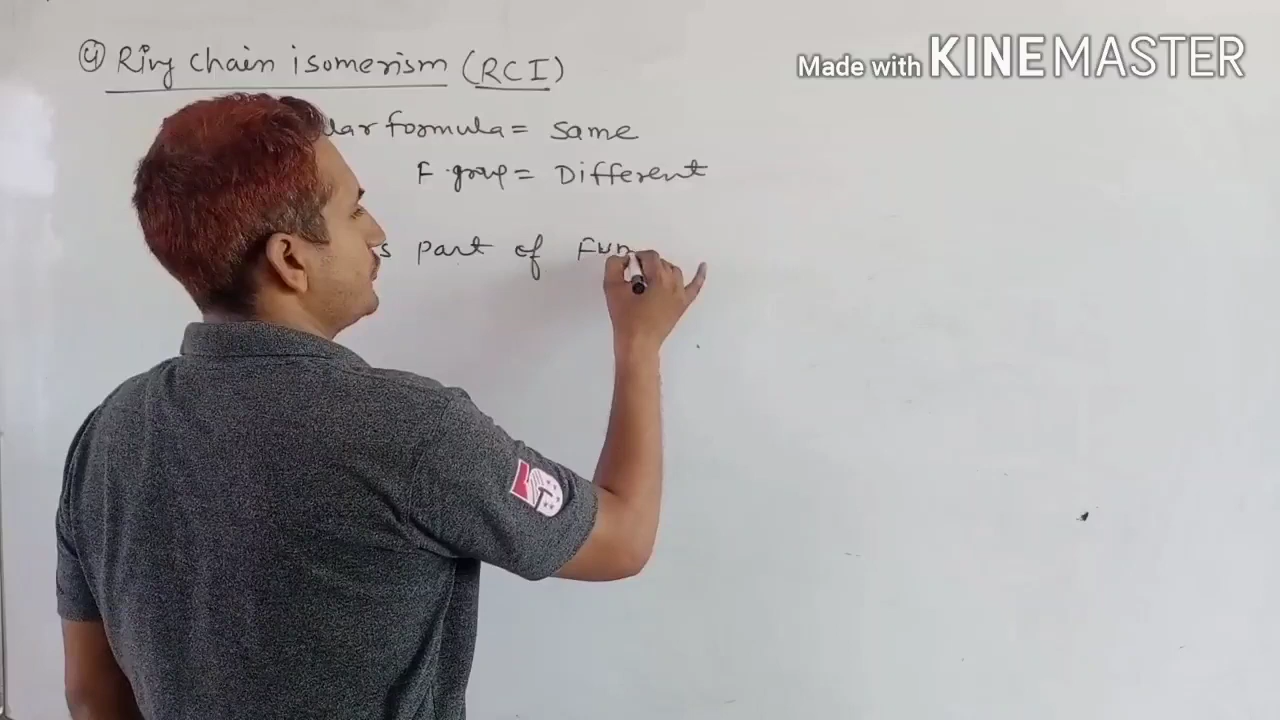 ④ Ring chain isomerism (RCI)
Made with KINEMASTER
lar formula = same
F. group = Different
s part of Fun